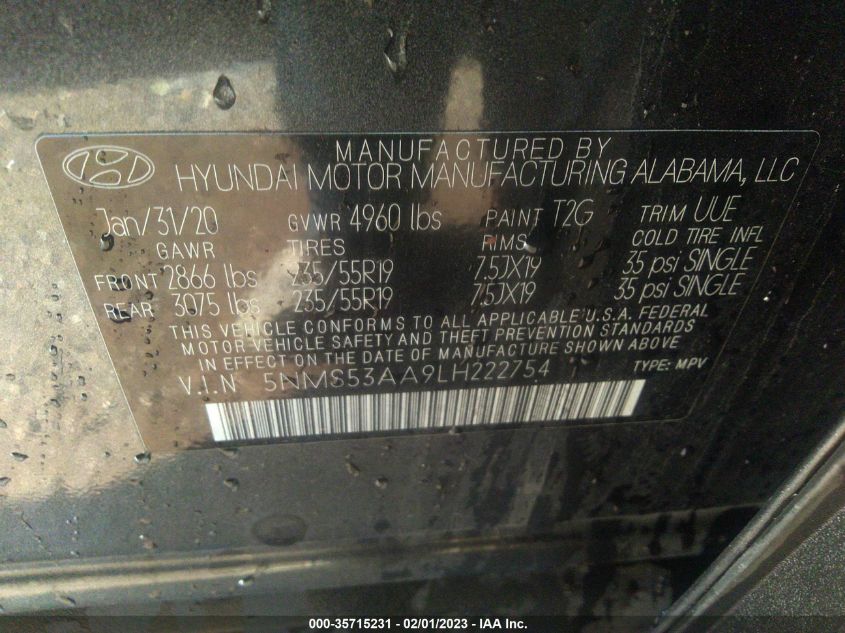 MANUFACTURED BY
HYUNDAI MOTOR MANUFACTURING ALABAMA, LLC
Jan/31/20 GVWR 4960 lbs PAINT T2G TRIM UUE
GAWR TIRES RIMS COLD TIRE INFL
FRONT 2866 lbs 235/55R19 7.5JX19 35 psi SINGLE
REAR 3075 lbs 235/55R19 7.5JX19 35 psi SINGLE
THIS VEHICLE CONFORMS TO ALL APPLICABLE U.S.A. FEDERAL
MOTOR VEHICLE SAFETY AND THEFT PREVENTION STANDARDS
IN EFFECT ON THE DATE OF MANUFACTURE SHOWN ABOVE.
V.I.N 5NMS53AA9LH222754 TYPE: MPV
000-35715231 - 02/01/2023 - IAA Inc.